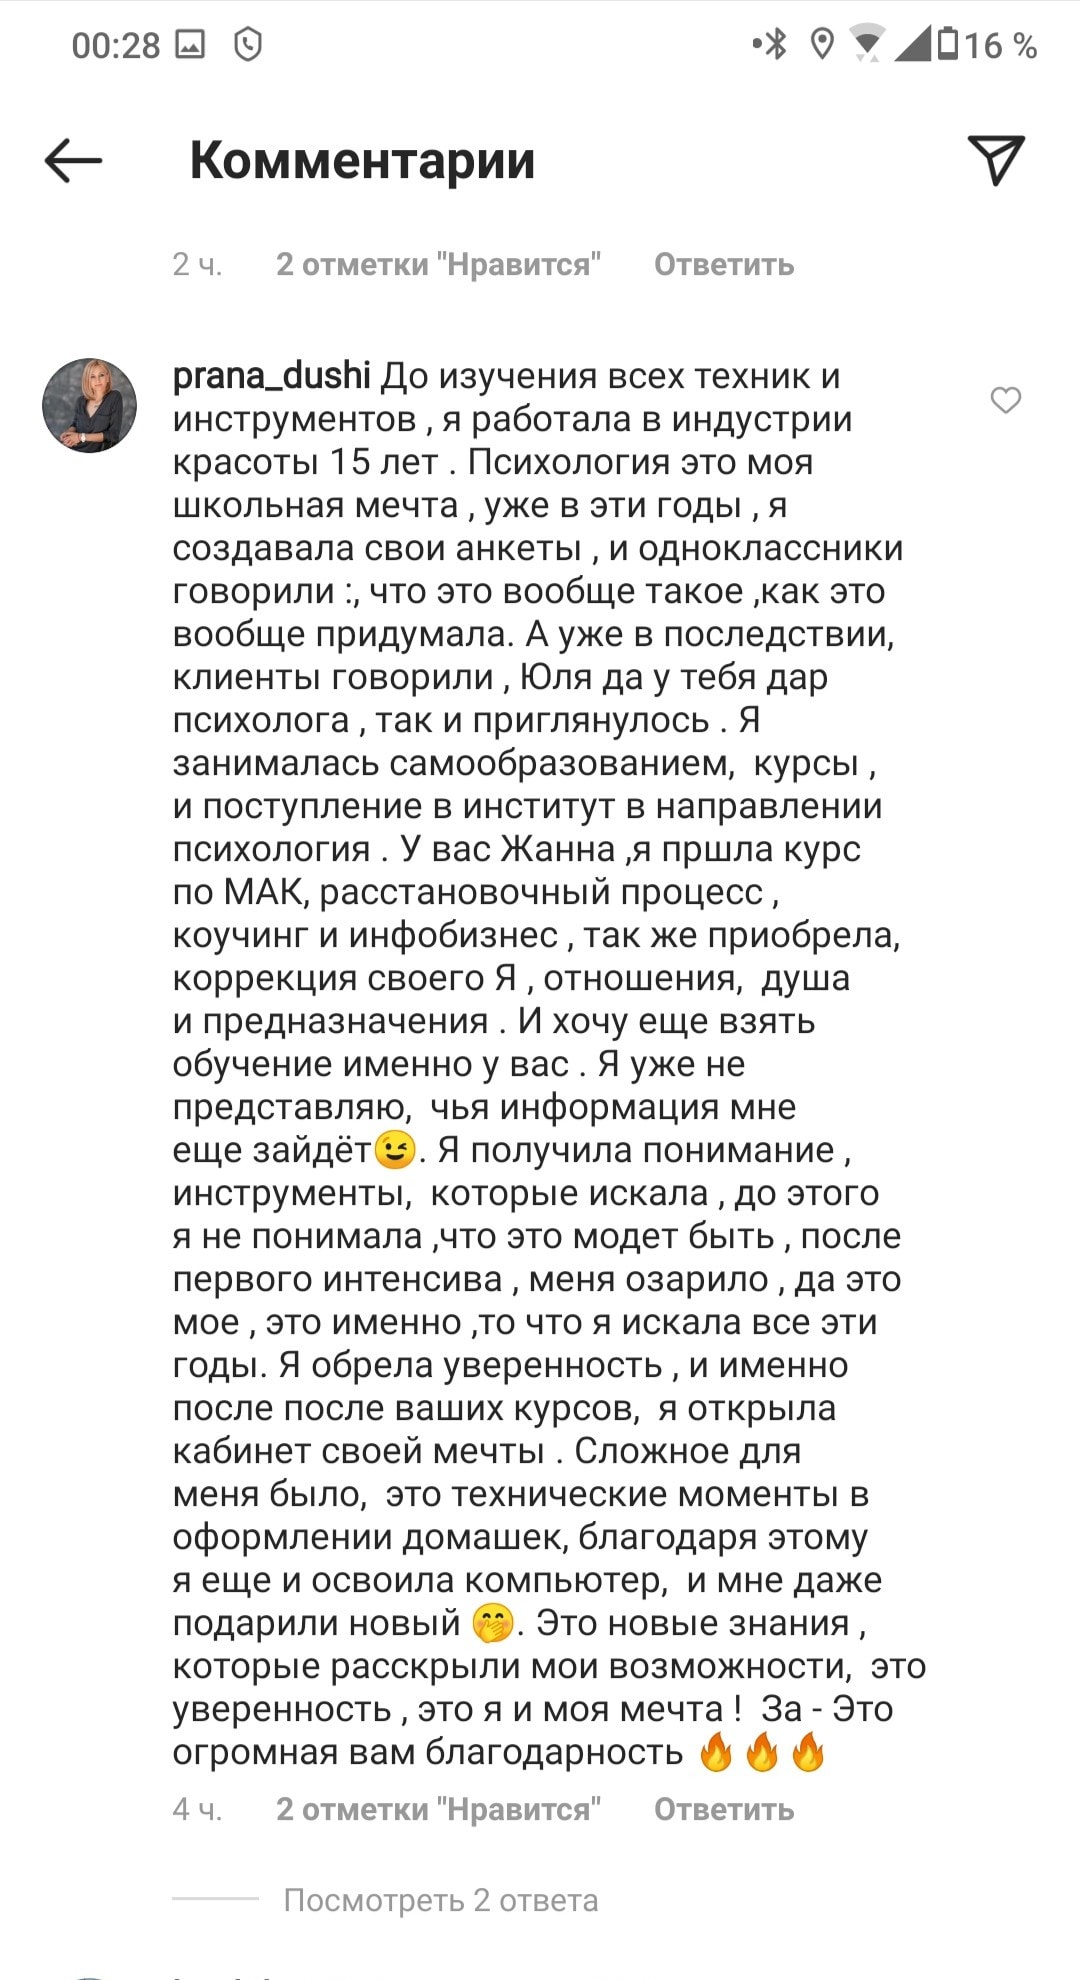 00:28
16 %
Комментарии
2 ч. 2 отметки "Нравится" Ответить
prana_dushi До изучения всех техник и
инструментов , я работала в индустрии
красоты 15 лет . Психология это моя
школьная мечта , уже в эти годы , я
создавала свои анкеты , и одноклассники
говорили :, что это вообще такое ,как это
вообще придумала. А уже в последствии,
клиенты говорили , Юля да у тебя дар
психолога , так и приглянулось . Я
занималась самообразованием,  курсы ,
и поступление в институт в направлении
психология . У вас Жанна ,я пршла курс
по МАК, расстановочный процесс ,
коучинг и инфобизнес , так же приобрела,
коррекция своего Я , отношения,  душа
и предназначения . И хочу еще взять
обучение именно у вас . Я уже не
представляю,  чья информация мне
еще зайдёт😉. Я получила понимание ,
инструменты,  которые искала , до этого
я не понимала ,что это модет быть , после
первого интенсива , меня озарило , да это
мое , это именно ,то что я искала все эти
годы. Я обрела уверенность , и именно
после после ваших курсов,  я открыла
кабинет своей мечты . Сложное для
меня было,  это технические моменты в
оформлении домашек, благодаря этому
я еще и освоила компьютер,  и мне даже
подарили новый 🤭. Это новые знания ,
которые расскрыли мои возможности,  это
уверенность , это я и моя мечта !  За - Это
огромная вам благодарность 🔥🔥🔥
4 ч. 2 отметки "Нравится" Ответить
Посмотреть 2 ответа